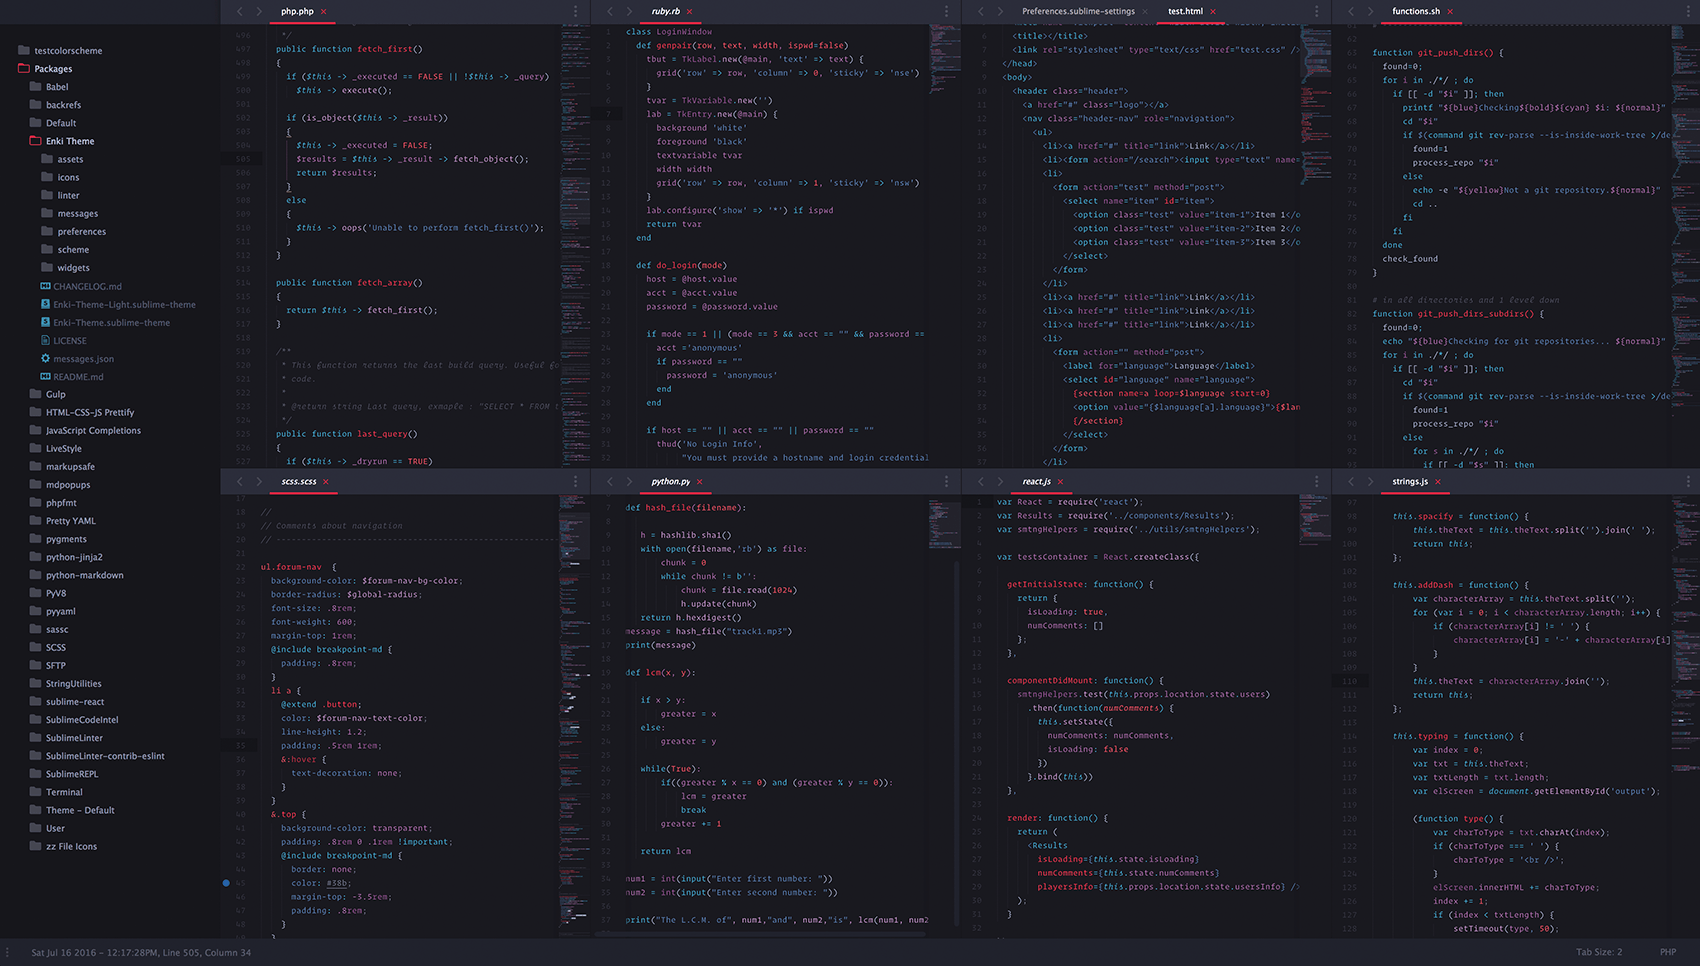 testcolorscheme
Packages
Babel
backrefs
Default
Enki Theme
assets
icons
linter
messages
preferences
scheme
widgets
CHANGELOG.md
Enki-Theme-Light.sublime-theme
Enki-Theme.sublime-theme
LICENSE
messages.json
README.md
Gulp
HTML-CSS-JS Prettify
JavaScript Completions
LiveStyle
markupsafe
mdpopups
phpfmt
Pretty YAML
pygments
python-jinja2
python-markdown
PyV8
pyyaml
sassc
SCSS
SFTP
StringUtilities
sublime-react
SublimeCodeIntel
SublimeLinter
SublimeLinter-contrib-eslint
SublimeREPL
Terminal
Theme - Default
User
zz File Icons
php.php
*/
public function fetch_first()
{
if ($this -> _executed == FALSE || !$this -> _query)
$this -> execute();
if (is_object($this -> _result))
{
$this -> _executed = FALSE;
$results = $this -> _result -> fetch_object();
return $results;
}
else
{
$this -> oops('Unable to perform fetch_first()');
}
}
public function fetch_array()
{
return $this -> fetch_first();
}
/**
* This function returns the last build query. Useful fo
* code.
*
* @return string Last query, exmaple : "SELECT * FROM t
*/
public function last_query()
{
if ($this -> _dryrun == TRUE)
ruby.rb
class LoginWindow
def genpair(row, text, width, ispwd=false)
tbut = TkLabel.new(@main, 'text' => text) {
grid('row' => row, 'column' => 0, 'sticky' => 'nse')
}
tvar = TkVariable.new('')
lab = TkEntry.new(@main) {
background 'white'
foreground 'black'
textvariable tvar
width width
grid('row' => row, 'column' => 1, 'sticky' => 'nsw')
}
lab.configure('show' => '*') if ispwd
return tvar
end
def do_login(mode)
host = @host.value
acct = @acct.value
password = @password.value
if mode == 1 || (mode == 3 && acct == "" && password ==
acct ='anonymous'
if password == ""
password = 'anonymous'
end
end
if host == "" || acct == "" || password == ""
thud('No Login Info',
"You must provide a hostname and login credential
Preferences.sublime-settings
test.html
<title></title>
<link rel="stylesheet" type="text/css" href="test.css" />
</head>
<body>
<header class="header">
<a href="#" class="logo"></a>
<nav class="header-nav" role="navigation">
<ul>
<li><a href="#" title="link">Link</a></li>
<li><form action="/search"><input type="text" name=
<li>
<form action="test" method="post">
<select name="item" id="item">
<option class="test" value="item-1">Item 1</o
<option class="test" value="item-2">Item 2</o
<option class="test" value="item-3">Item 3</o
</select>
</form>
</li>
<li><a href="#" title="link">Link</a></li>
<li><a href="#" title="link">Link</a></li>
<li><a href="#" title="link">Link</a></li>
<li>
<form action="" method="post">
<label for="language">Language</label>
<select id="language" name="language">
{section name=a loop=$language start=0}
<option value="{$language[a].language}">{$lan
{/section}
</select>
</form>
</li>
functions.sh
function git_push_dirs() {
found=0;
for i in ./*/ ; do
if [[ -d "$i" ]]; then
printf "${blue}Checking${bold}${cyan} $i: ${normal}"
cd "$i"
if $(command git rev-parse --is-inside-work-tree >/de
found=1
process_repo "$i"
else
echo -e "${yellow}Not a git repository.${normal}"
cd ..
fi
fi
done
check_found
}
# in all directories and 1 level down
function git_push_dirs_subdirs() {
found=0;
echo "${blue}Checking for git repositories... ${normal}"
for i in ./*/ ; do
if [[ -d "$i" ]]; then
cd "$i"
if $(command git rev-parse --is-inside-work-tree >/de
found=1
process_repo "$i"
else
for s in ./*/ ; do
if [[ -d "$s" ]]; then
scss.scss
//
// Comments about navigation
// ------------------------------------------------------
ul.forum-nav {
background-color: $forum-nav-bg-color;
border-radius: $global-radius;
font-size: .8rem;
font-weight: 600;
margin-top: 1rem;
@include breakpoint-md {
padding: .8rem;
}
li a {
@extend .button;
color: $forum-nav-text-color;
line-height: 1.2;
padding: .5rem 1rem;
&:hover {
text-decoration: none;
}
}
&.top {
background-color: transparent;
padding: .8rem 0 .1rem !important;
@include breakpoint-md {
border: none;
color: #38b;
margin-top: -3.5rem;
padding: .8rem;
}
}
python.py
def hash_file(filename):
h = hashlib.sha1()
with open(filename,'rb') as file:
chunk = 0
while chunk != b'':
chunk = file.read(1024)
h.update(chunk)
return h.hexdigest()
message = hash_file("track1.mp3")
print(message)
def lcm(x, y):
if x > y:
greater = x
else:
greater = y
while(True):
if((greater % x == 0) and (greater % y == 0)):
lcm = greater
break
greater += 1
return lcm
num1 = int(input("Enter first number: "))
num2 = int(input("Enter second number: "))
print("The L.C.M. of", num1,"and", num2,"is", lcm(num1, num2
react.js
var React = require('react');
var Results = require('../components/Results');
var smtngHelpers = require('../utils/smtngHelpers');
var testsContainer = React.createClass({
getInitialState: function() {
return {
isLoading: true,
numComments: []
};
},
componentDidMount: function() {
smtngHelpers.test(this.props.location.state.users)
.then(function(numComments) {
this.setState({
numComments: numComments,
isLoading: false
})
}.bind(this))
},
render: function() {
return (
<Results
isLoading={this.state.isLoading}
numComments={this.state.numComments}
playersInfo={this.props.location.state.usersInfo} />
);
}
strings.js
this.spacify = function() {
this.theText = this.theText.split('').join(' ');
return this;
};
this.addDash = function() {
var characterArray = this.theText.split('');
for (var i = 0; i < characterArray.length; i++) {
if (characterArray[i] != ' ') {
characterArray[i] = '-' + characterArray[i]
}
}
this.theText = characterArray.join('');
return this;
};
this.typing = function() {
var index = 0;
var txt = this.theText;
var txtLength = txt.length;
var elScreen = document.getElementById('output');
(function type() {
var charToType = txt.charAt(index);
if (charToType === ' ') {
charToType = '<br />';
}
elScreen.innerHTML += charToType;
index += 1;
if (index < txtLength) {
setTimeout(type, 50);
Sat Jul 16 2016 - 12:17:28PM, Line 505, Column 34
Tab Size: 2
PHP